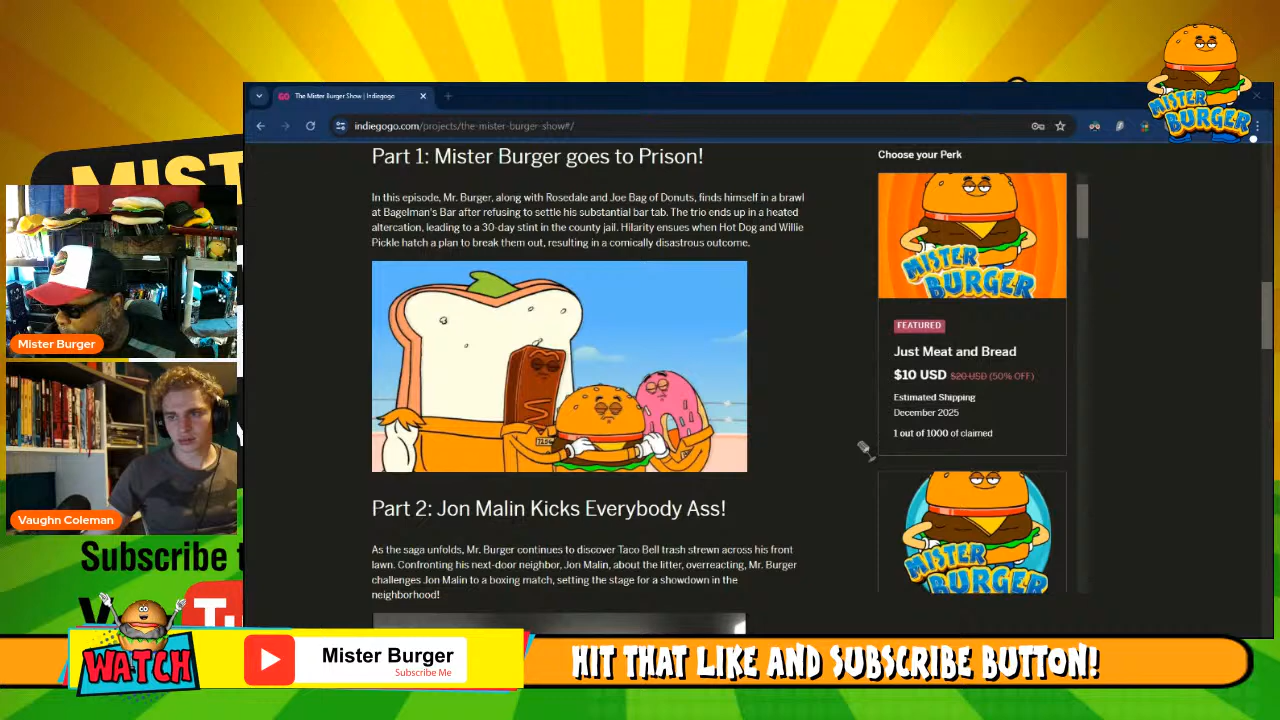 The Mister Burger Show | Indiegogo
indiegogo.com/projects/the-mister-burger-show#/
MISTER
BURGER
MIST
Part 1: Mister Burger goes to Prison!
In this episode, Mr. Burger, along with Rosedale and Joe Bag of Donuts, finds himself in a brawl
at Bagelman's Bar after refusing to settle his substantial bar tab. The trio ends up in a heated
altercation, leading to a 30-day stint in the county jail. Hilarity ensues when Hot Dog and Willie
Pickle hatch a plan to break them out, resulting in a comically disastrous outcome.
Part 2: Jon Malin Kicks Everybody Ass!
As the saga unfolds, Mr. Burger continues to discover Taco Bell trash strewn across his front
lawn. Confronting his next-door neighbor, Jon Malin, about the litter, overreacting, Mr. Burger
challenges Jon Malin to a boxing match, setting the stage for a showdown in the
neighborhood!
Choose your Perk
MISTER
BURGER
FEATURED
Just Meat and Bread
$10 USD $20 USD (50% OFF)
Estimated Shipping
December 2025
1 out of 1000 of claimed
MISTER
BURGER
Mister Burger
Vaughn Coleman
Subscribe t
WATCH
Mister Burger
Subscribe Me
HIT THAT LIKE AND SUBSCRIBE BUTTON!